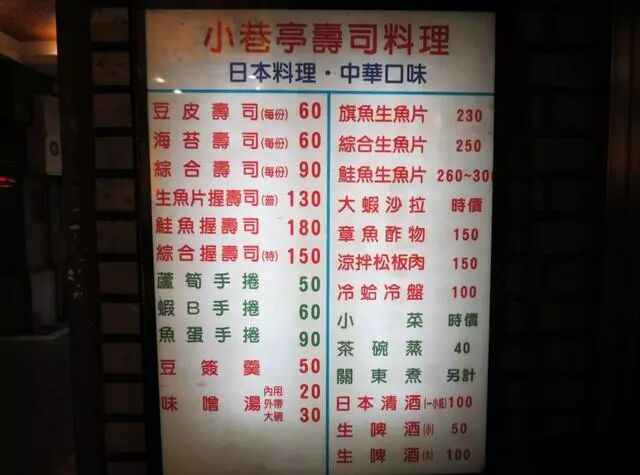 小巷亭壽司料理
日本料理·中華口味
豆皮壽司(每份) 60
海苔壽司(每份) 60
綜合壽司(每份) 90
生魚片握壽司(普) 130
鮭魚握壽司 180
綜合握壽司(特) 150
蘆筍手捲 50
蝦B手捲 60
魚蛋手捲 90
豆簽羹 50
味噌湯 內用 20
外帶
大碗 30
旗魚生魚片 230
綜合生魚片 250
鮭魚生魚片 260~300
大蝦沙拉 時價
章魚酢物 150
涼拌松板肉 150
冷蛤冷盤 100
小菜 時價
茶碗蒸 40
關東煮 另計
日本清酒(一小瓶) 100
生啤酒(小) 50
生啤酒(大) 100